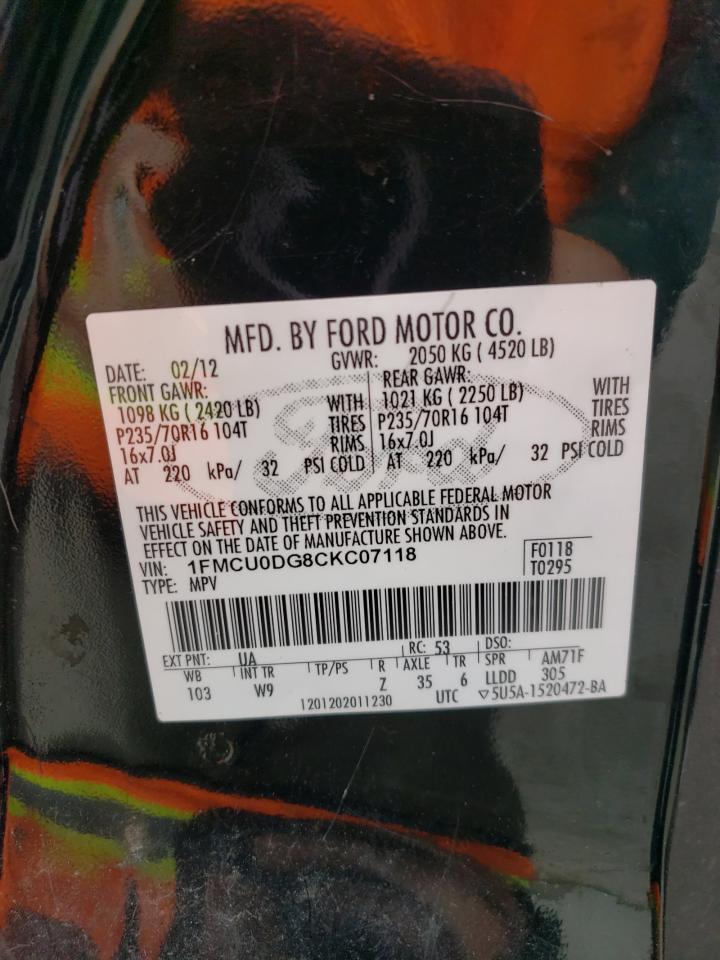 MFD. BY FORD MOTOR CO.
DATE: 02/12 GVWR: 2050 KG ( 4520 LB)
FRONT GAWR: REAR GAWR:
1098 KG ( 2420 LB) WITH 1021 KG ( 2250 LB) WITH
P235/70R16 104T TIRES P235/70R16 104T TIRES
16x7.0J RIMS 16x7.0J RIMS
AT 220 kPa/ 32 PSI COLD AT 220 kPa/ 32 PSI COLD
Ford
THIS VEHICLE CONFORMS TO ALL APPLICABLE FEDERAL MOTOR
VEHICLE SAFETY AND THEFT PREVENTION STANDARDS IN
EFFECT ON THE DATE OF MANUFACTURE SHOWN ABOVE.
VIN: 1FMCU0DG8CKC07118 F0118
TYPE: MPV T0295
EXT PNT: UA RC: 53 DSO:
WB INT TR TP/PS R AXLE TR SPR AM71F
103 W9 Z 35 6 LLDD 305
1201202011230 UTC ▽5U5A-1520472-BA